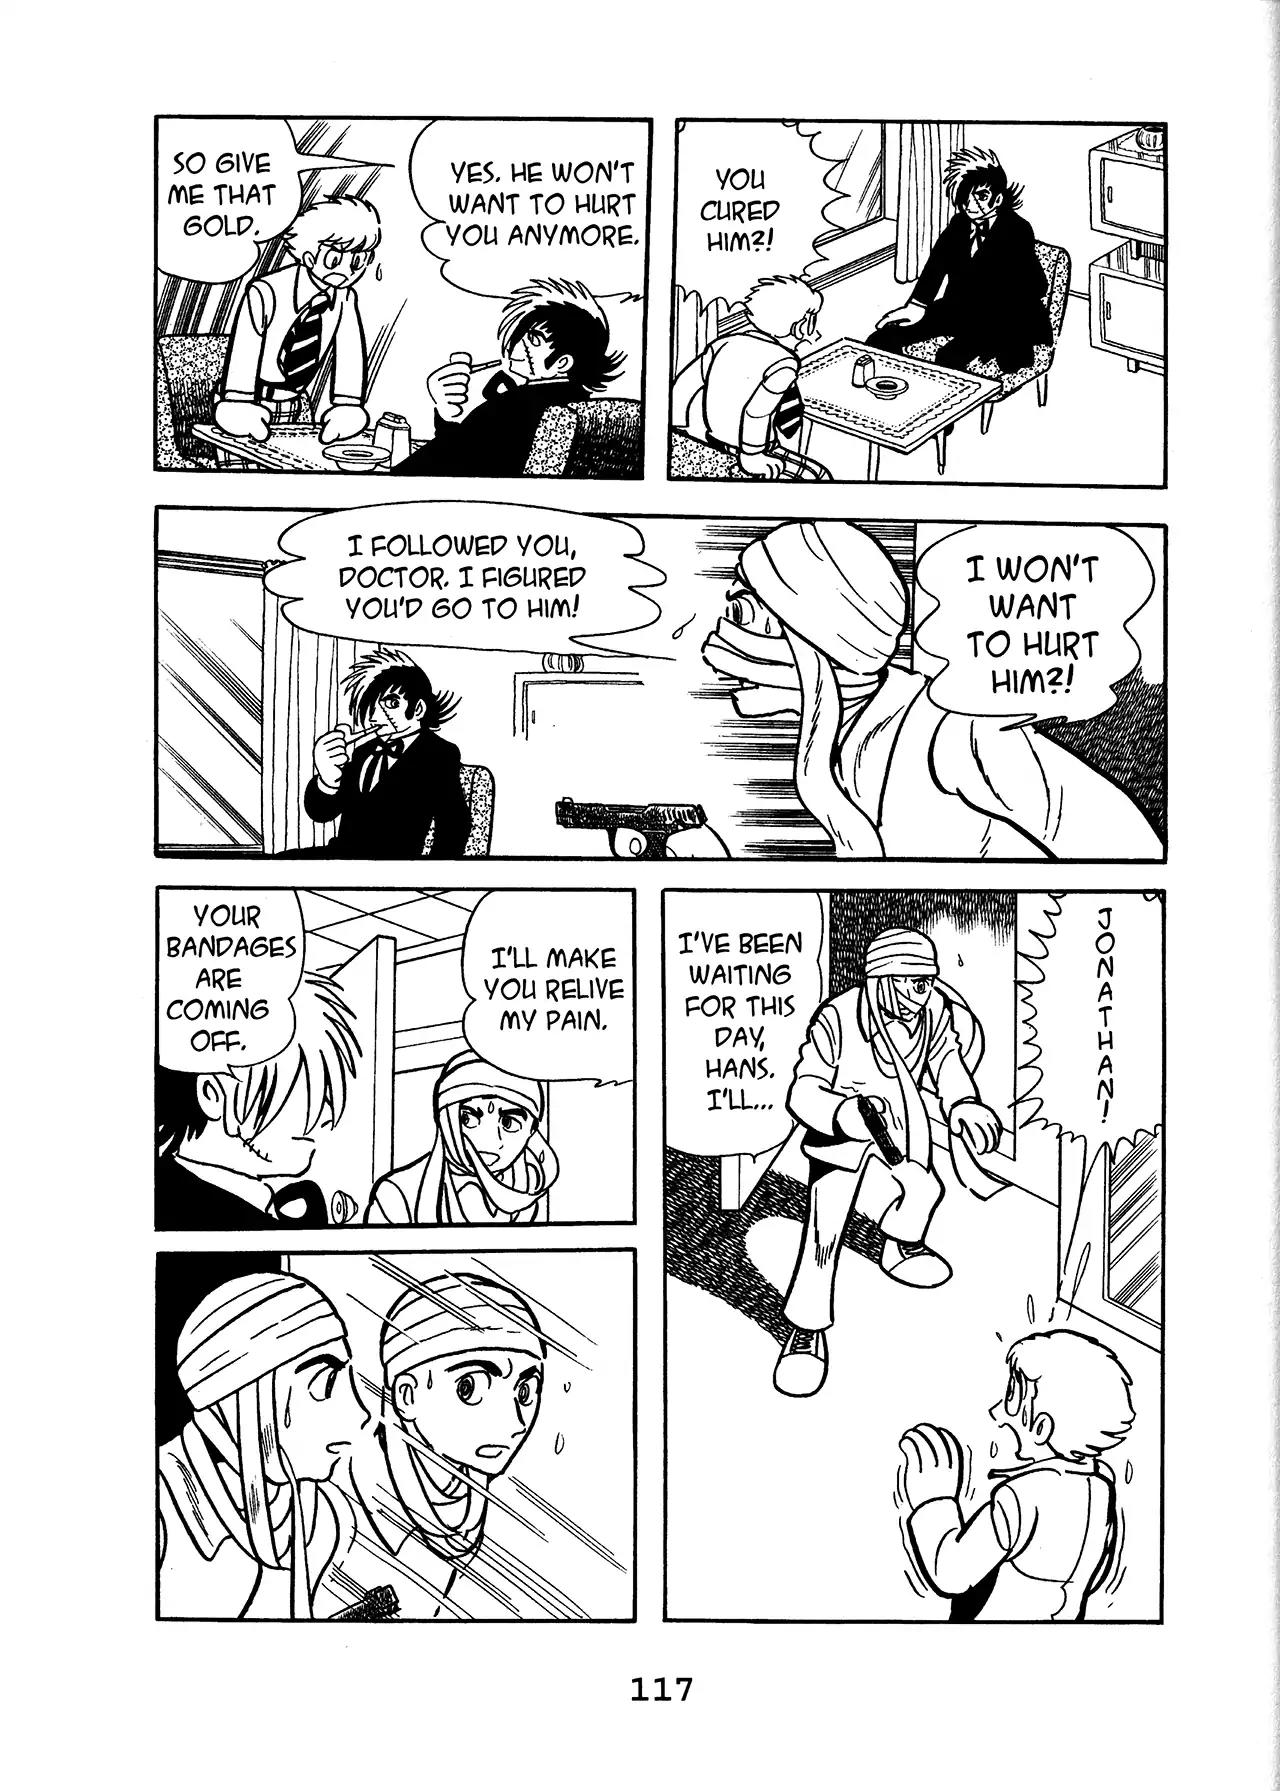 YOU
CURED
HIM?!
YES. HE WON'T
WANT TO HURT
YOU ANYMORE.
SO GIVE
ME THAT
GOLD.
I WON'T
WANT
TO HURT
HIM?!
I FOLLOWED YOU,
DOCTOR. I FIGURED
YOU'D GO TO HIM!
JONATHAN!
I'VE BEEN
WAITING
FOR THIS
DAY,
HANS.
I'LL...
I'LL MAKE
YOU RELIVE
MY PAIN.
YOUR
BANDAGES
ARE
COMING
OFF.
117